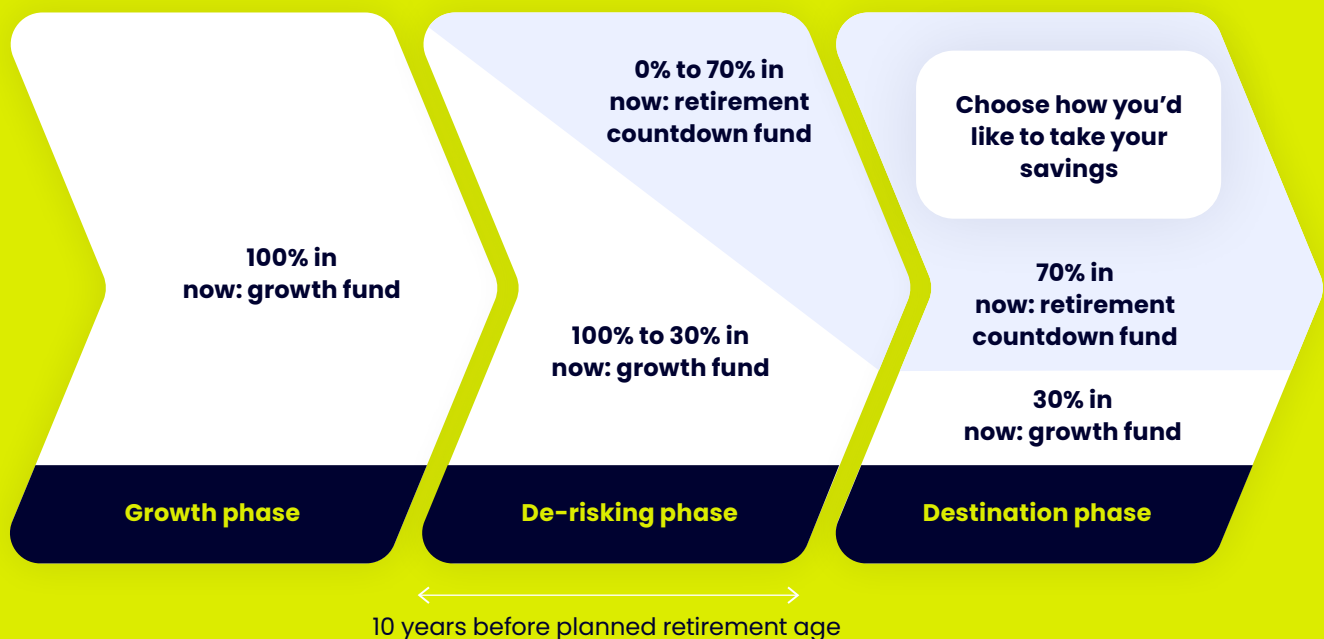 100% in
now: growth fund
Growth phase
0% to 70% in
now: retirement
countdown fund
100% to 30% in
now: growth fund
De-risking phase
Choose how you’d
like to take your
savings
70% in
now: retirement
countdown fund
30% in
now: growth fund
Destination phase
10 years before planned retirement age